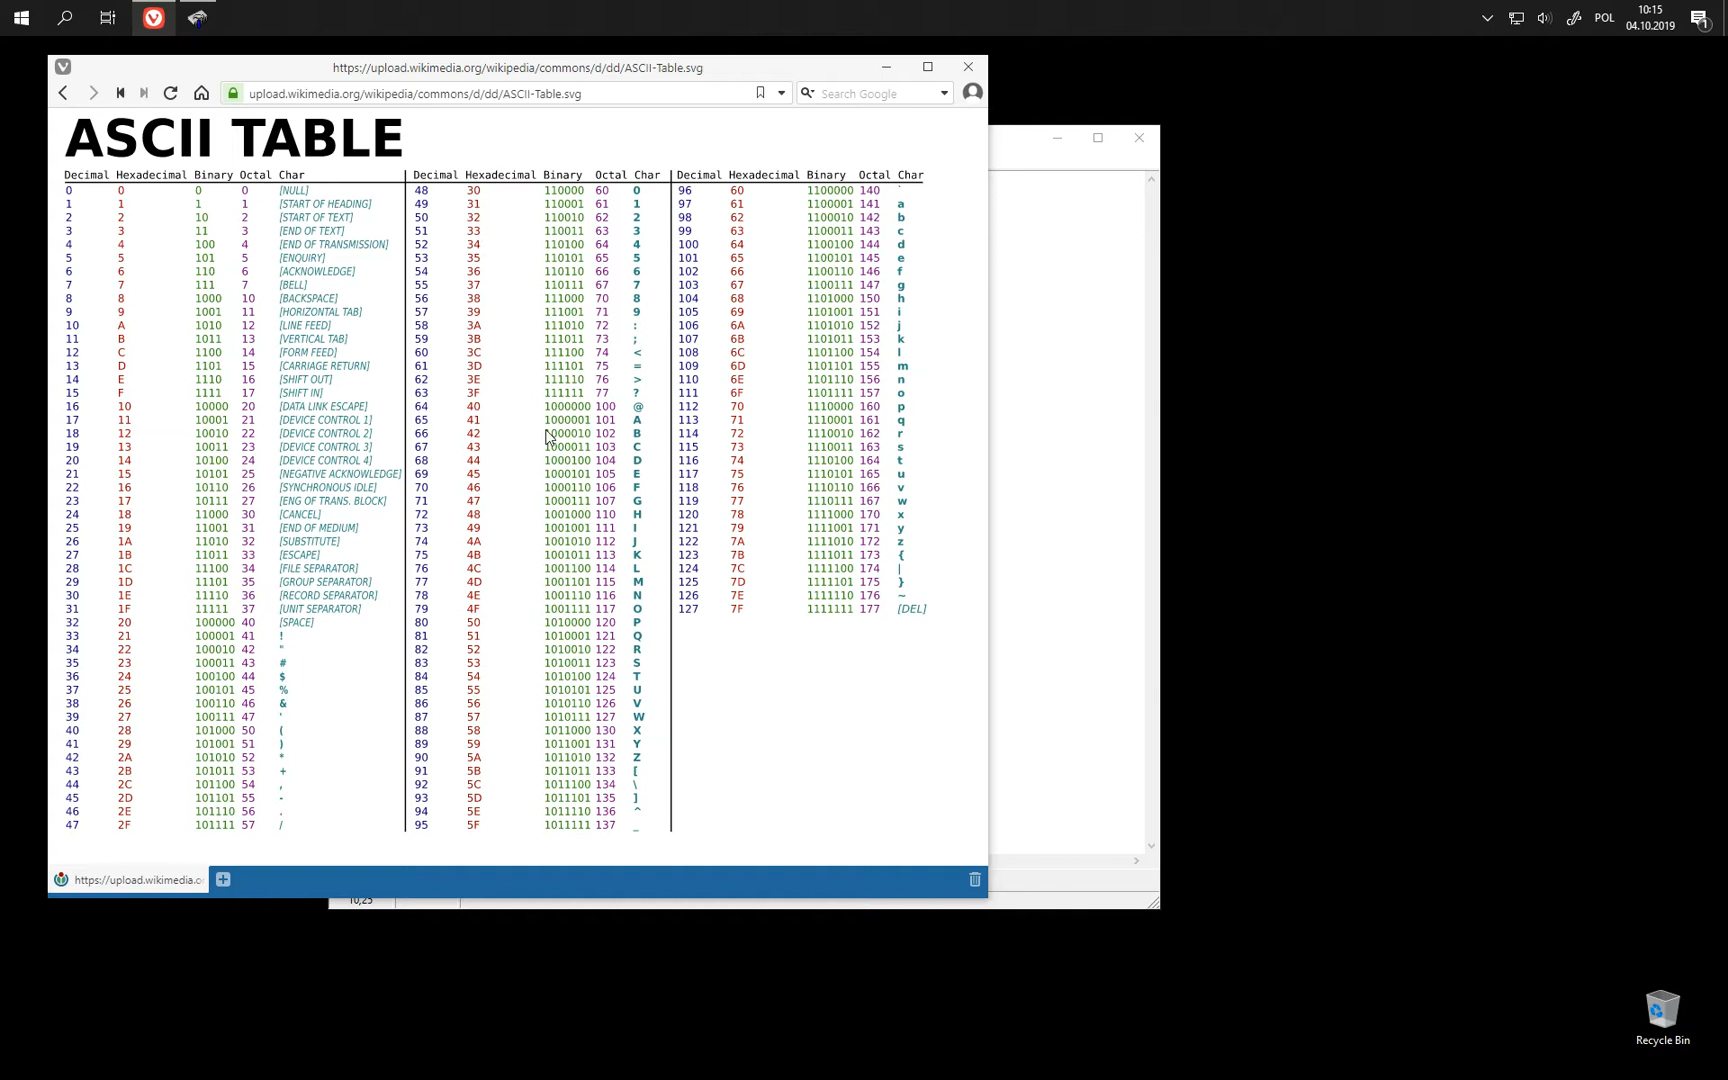 POL
10:15
04.10.2019
1
https://upload.wikimedia.org/wikipedia/commons/d/dd/ASCII-Table.svg
upload.wikimedia.org/wikipedia/commons/d/dd/ASCII-Table.svg
Search Google
ASCII TABLE
Decimal Hexadecimal Binary Octal Char Decimal Hexadecimal Binary Octal Char Decimal Hexadecimal Binary Octal Char
0 0 0 0 [NULL] 48 30 110000 60 0 96 60 1100000 140 `
1 1 1 1 [START OF HEADING] 49 31 110001 61 1 97 61 1100001 141 a
2 2 10 2 [START OF TEXT] 50 32 110010 62 2 98 62 1100010 142 b
3 3 11 3 [END OF TEXT] 51 33 110011 63 3 99 63 1100011 143 c
4 4 100 4 [END OF TRANSMISSION] 52 34 110100 64 4 100 64 1100100 144 d
5 5 101 5 [ENQUIRY] 53 35 110101 65 5 101 65 1100101 145 e
6 6 110 6 [ACKNOWLEDGE] 54 36 110110 66 6 102 66 1100110 146 f
7 7 111 7 [BELL] 55 37 110111 67 7 103 67 1100111 147 g
8 8 1000 10 [BACKSPACE] 56 38 111000 70 8 104 68 1101000 150 h
9 9 1001 11 [HORIZONTAL TAB] 57 39 111001 71 9 105 69 1101001 151 i
10 A 1010 12 [LINE FEED] 58 3A 111010 72 : 106 6A 1101010 152 j
11 B 1011 13 [VERTICAL TAB] 59 3B 111011 73 ; 107 6B 1101011 153 k
12 C 1100 14 [FORM FEED] 60 3C 111100 74 < 108 6C 1101100 154 l
13 D 1101 15 [CARRIAGE RETURN] 61 3D 111101 75 = 109 6D 1101101 155 m
14 E 1110 16 [SHIFT OUT] 62 3E 111110 76 > 110 6E 1101110 156 n
15 F 1111 17 [SHIFT IN] 63 3F 111111 77 ? 111 6F 1101111 157 o
16 10 10000 20 [DATA LINK ESCAPE] 64 40 1000000 100 @ 112 70 1110000 160 p
17 11 10001 21 [DEVICE CONTROL 1] 65 41 1000001 101 A 113 71 1110001 161 q
18 12 10010 22 [DEVICE CONTROL 2] 66 42 1000010 102 B 114 72 1110010 162 r
19 13 10011 23 [DEVICE CONTROL 3] 67 43 1000011 103 C 115 73 1110011 163 s
20 14 10100 24 [DEVICE CONTROL 4] 68 44 1000100 104 D 116 74 1110100 164 t
21 15 10101 25 [NEGATIVE ACKNOWLEDGE] 69 45 1000101 105 E 117 75 1110101 165 u
22 16 10110 26 [SYNCHRONOUS IDLE] 70 46 1000110 106 F 118 76 1110110 166 v
23 17 10111 27 [ENG OF TRANS. BLOCK] 71 47 1000111 107 G 119 77 1110111 167 w
24 18 11000 30 [CANCEL] 72 48 1001000 110 H 120 78 1111000 170 x
25 19 11001 31 [END OF MEDIUM] 73 49 1001001 111 I 121 79 1111001 171 y
26 1A 11010 32 [SUBSTITUTE] 74 4A 1001010 112 J 122 7A 1111010 172 z
27 1B 11011 33 [ESCAPE] 75 4B 1001011 113 K 123 7B 1111011 173 {
28 1C 11100 34 [FILE SEPARATOR] 76 4C 1001100 114 L 124 7C 1111100 174 |
29 1D 11101 35 [GROUP SEPARATOR] 77 4D 1001101 115 M 125 7D 1111101 175 }
30 1E 11110 36 [RECORD SEPARATOR] 78 4E 1001110 116 N 126 7E 1111110 176 ~
31 1F 11111 37 [UNIT SEPARATOR] 79 4F 1001111 117 O 127 7F 1111111 177 [DEL]
32 20 100000 40 [SPACE] 80 50 1010000 120 P
33 21 100001 41 ! 81 51 1010001 121 Q
34 22 100010 42 " 82 52 1010010 122 R
35 23 100011 43 # 83 53 1010011 123 S
36 24 100100 44 $ 84 54 1010100 124 T
37 25 100101 45 % 85 55 1010101 125 U
38 26 100110 46 & 86 56 1010110 126 V
39 27 100111 47 ' 87 57 1010111 127 W
40 28 101000 50 ( 88 58 1011000 130 X
41 29 101001 51 ) 89 59 1011001 131 Y
42 2A 101010 52 * 90 5A 1011010 132 Z
43 2B 101011 53 + 91 5B 1011011 133 [
44 2C 101100 54 , 92 5C 1011100 134 \
45 2D 101101 55 - 93 5D 1011101 135 ]
46 2E 101110 56 . 94 5E 1011110 136 ^
47 2F 101111 57 / 95 5F 1011111 137 _
https://upload.wikimedia.o
10,25
Recycle Bin